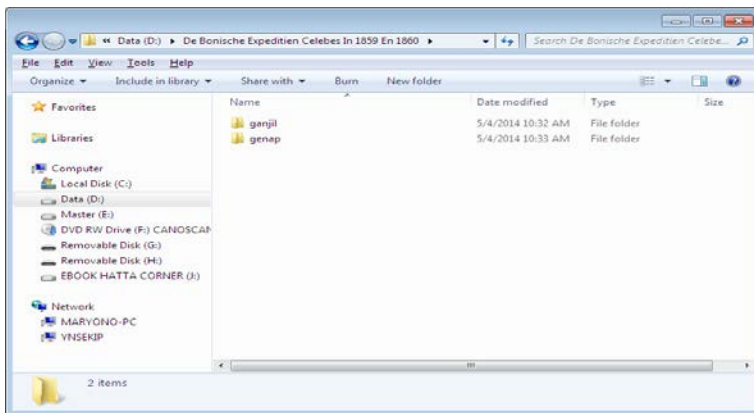 « Data (D:) ▸ De Bonische Expeditien Celebes In 1859 En 1860 ▸
Search De Bonische Expeditien Celebe...
File Edit View Tools Help
Organize Include in library Share with Burn New folder
Name Date modified Type Size
Favorites
ganjil 5/4/2014 10:32 AM File folder
genap 5/4/2014 10:33 AM File folder
Libraries
Computer
Local Disk (C:)
Data (D:)
Master (E:)
DVD RW Drive (F:) CANOSCAN
Removable Disk (G:)
Removable Disk (H:)
EBOOK HATTA CORNER (J:)
Network
MARYONO-PC
YNSEKIP
2 items